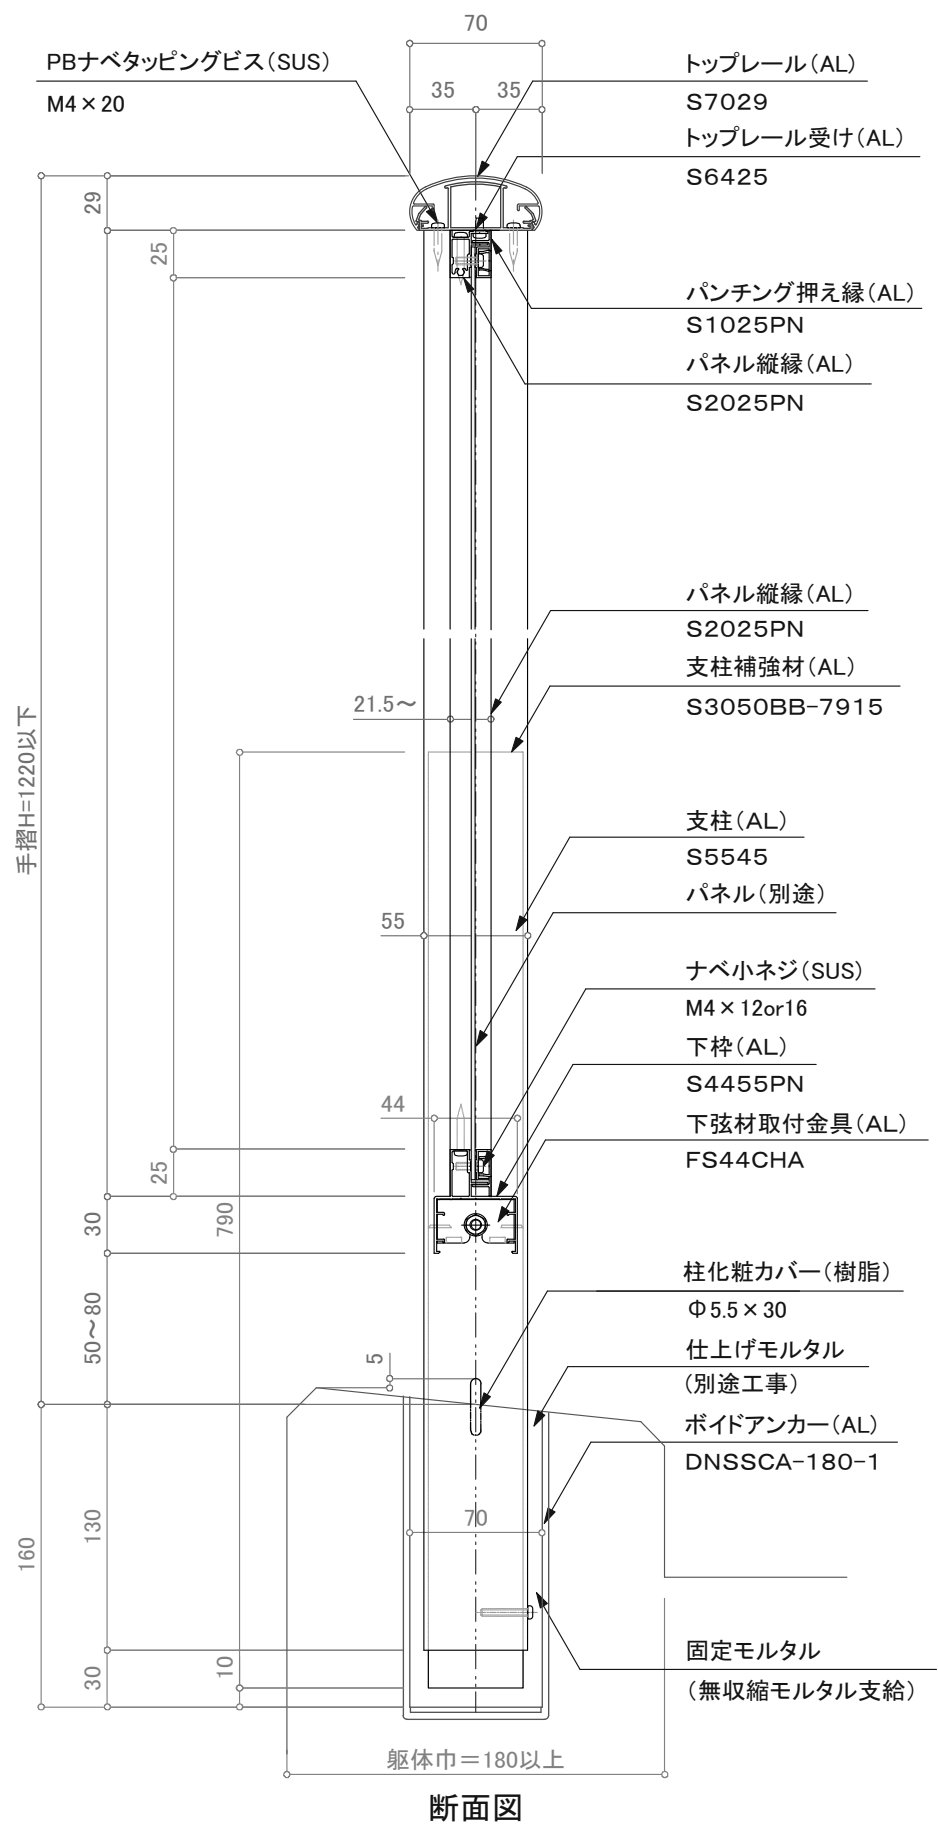 70
PBナベタッピングビス(SUS)
M4×20
35
35
トップレール(AL)
S7029
トップレール受け(AL)
S6425
29
25
パンチング押え縁(AL)
S1025PN
パネル縦縁(AL)
S2025PN
パネル縦縁(AL)
S2025PN
支柱補強材(AL)
S3050BB-7915
21.5~
手摺H=1220以下
支柱(AL)
S5545
パネル(別途)
55
ナベ小ネジ(SUS)
M4×12or16
下枠(AL)
S4455PN
44
下弦材取付金具(AL)
FS44CHA
25
30
790
50~80
柱化粧カバー(樹脂)
Φ5.5×30
5
仕上げモルタル
(別途工事)
ボイドアンカー(AL)
DNSSCA-180-1
70
130
160
固定モルタル
(無収縮モルタル支給)
10
30
躯体巾=180以上
断面図